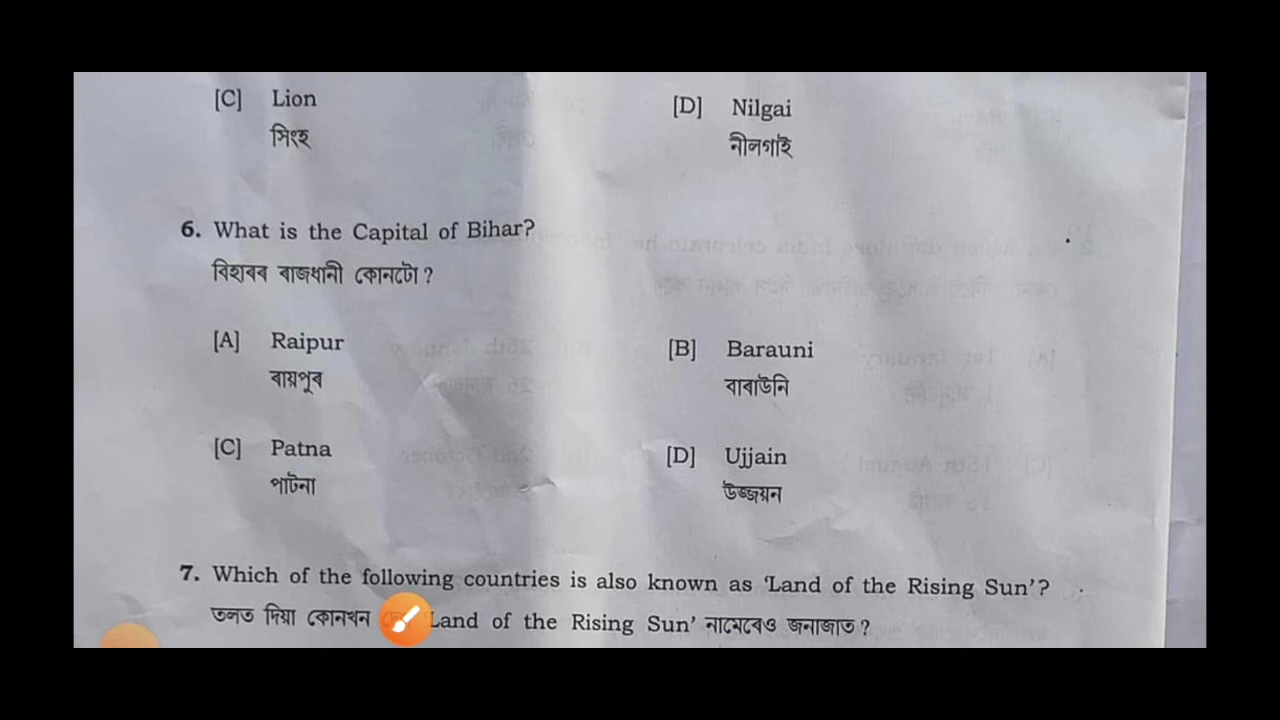 [C] Lion [D] Nilgai
সিংহ নীলগাই
6. What is the Capital of Bihar?
বিহাৰৰ ৰাজধানী কোনটো ?
[A] Raipur [B] Barauni
ৰায়পুৰ বাৰাউনি
[C] Patna [D] Ujjain
পাটনা উজ্জয়ন
7. Which of the following countries is also known as ‘Land of the Rising Sun’?
তলত দিয়া কোনখন ‘Land of the Rising Sun’ নামেৰেও জনাজাত ?